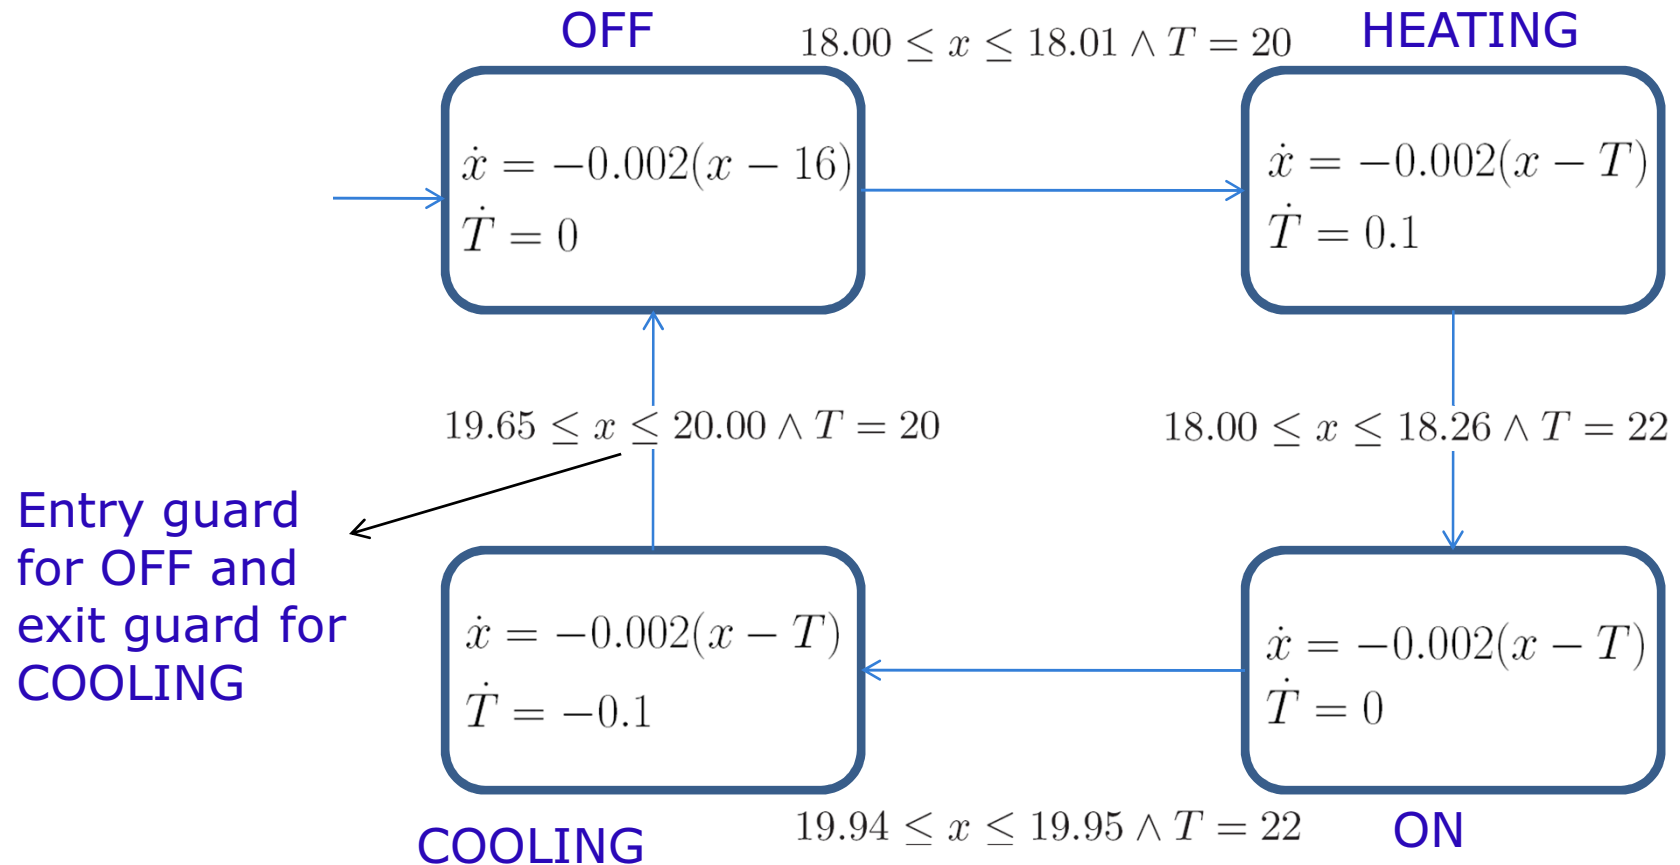 OFF
18.00 ≤ x ≤ 18.01 ∧ T = 20
HEATING
ẋ = −0.002(x − 16)
Ṫ = 0
ẋ = −0.002(x − T)
Ṫ = 0.1
19.65 ≤ x ≤ 20.00 ∧ T = 20
18.00 ≤ x ≤ 18.26 ∧ T = 22
Entry guard
for OFF and
exit guard for
COOLING
ẋ = −0.002(x − T)
Ṫ = −0.1
ẋ = −0.002(x − T)
Ṫ = 0
COOLING
19.94 ≤ x ≤ 19.95 ∧ T = 22
ON